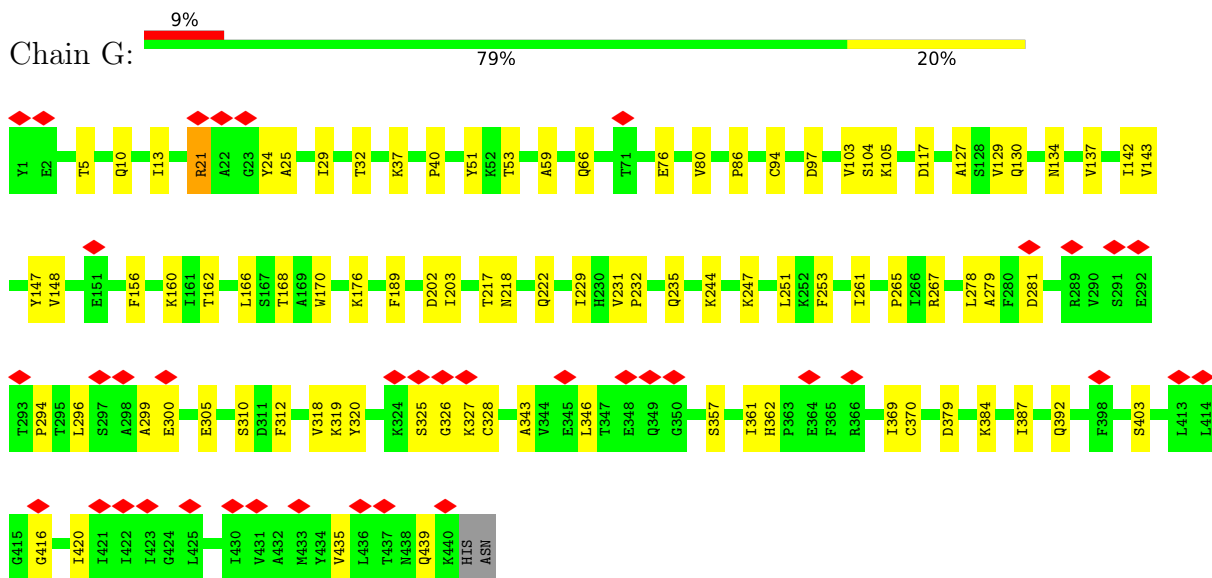 9%
Chain G:
79% 20%
Y1 E2 T5 Q10 I13 R21 A22 G23 Y24 A25 I29 T32 K37 P40 Y51 K52 T53 A59 Q66 T71 E76 V80 P86 C94 D97 V103 S104 K105 D117 A127 S128 V129 Q130 N134 V137 I142 V143
Y147 V148 E151 F156 K160 I161 T162 L166 S167 T168 A169 W170 K176 F189 D202 I203 T217 N218 Q222 I229 H230 V231 P232 Q235 K244 K247 L251 K252 F253 I261 P265 I266 R267 L278 A279 F280 D281 R289 V290 S291 E292
T293 P294 T295 L296 S297 A298 A299 E300 E305 S310 D311 F312 V318 K319 Y320 K324 S325 G326 K327 C328 A343 V344 E345 L346 T347 E348 Q349 G350 S357 I361 H362 P363 E364 F365 R366 I369 C370 D379 K384 I387 Q392 F398 S403 L413 L414
G415 G416 I420 I421 I422 I423 G424 L425 I430 V431 A432 M433 Y434 V435 L436 T437 N438 Q439 K440 HIS ASN